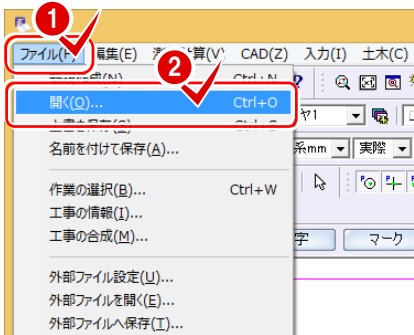 1
ファイル(F) 編集(E) 計算(V) CAD(Z) 入力(I) 土木(C)
2
Ctrl+N
開く(O)... Ctrl+O
名前を付けて保存(A)...
系mm 実際
作業の選択(B)... Ctrl+W
工事の情報(I)...
工事の合成(M)...
字 マーク
外部ファイル設定(U)...
外部ファイルを開く(E)...
外部ファイルへ保存(T)...